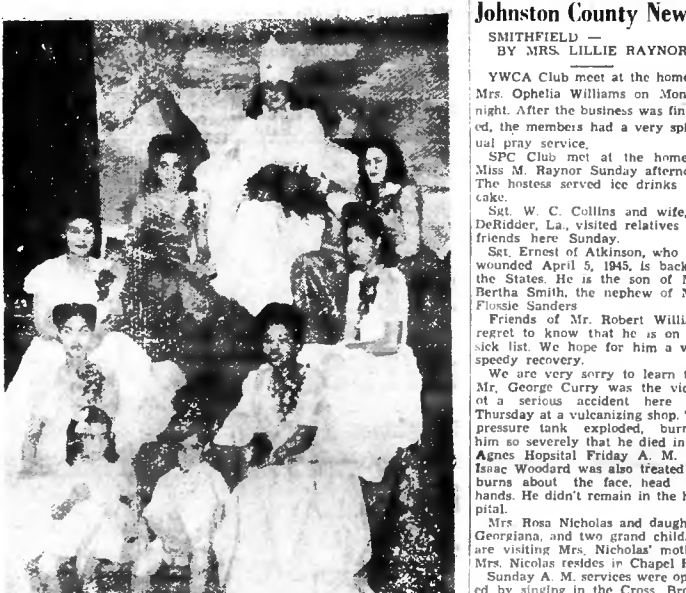 Johnston County New
SMITHFIELD —
BY MRS. LILLIE RAYNOR
YWCA Club meet at the home
Mrs. Ophelia Williams on Mon
night. After the business was fin
ed, the members had a very spi
ual pray service.
SPC Club met at the home
Miss M. Raynor Sunday afterno
The hostess served ice drinks
cake.
Sgt. W. C. Collins and wife,
DeRidder, La., visited relatives
friends here Sunday.
Sgt. Ernest of Atkinson, who
wounded April 5, 1945, is back
the States. He is the son of M
Bertha Smith, the nephew of M
Flossie Sanders
Friends of Mr. Robert Willi
regret to know that he is on
sick list. We hope for him a v
speedy recovery.
We are very sorry to learn t
Mr. George Curry was the vic
of a serious accident here
Thursday at a vulcanizing shop.
pressure tank exploded, burn
him so severely that he died in
Agnes Hopsital Friday A. M.
Isaac Woodard was also treated
burns about the face, head
hands. He didn't remain in the h
pital.
Mrs. Rosa Nicholas and daugh
Georgiana, and two grand child
are visiting Mrs. Nicholas' moth
Mrs. Nicolas resides in Chapel H
Sunday A. M. services were op
ed by singing in the Cross. Bro